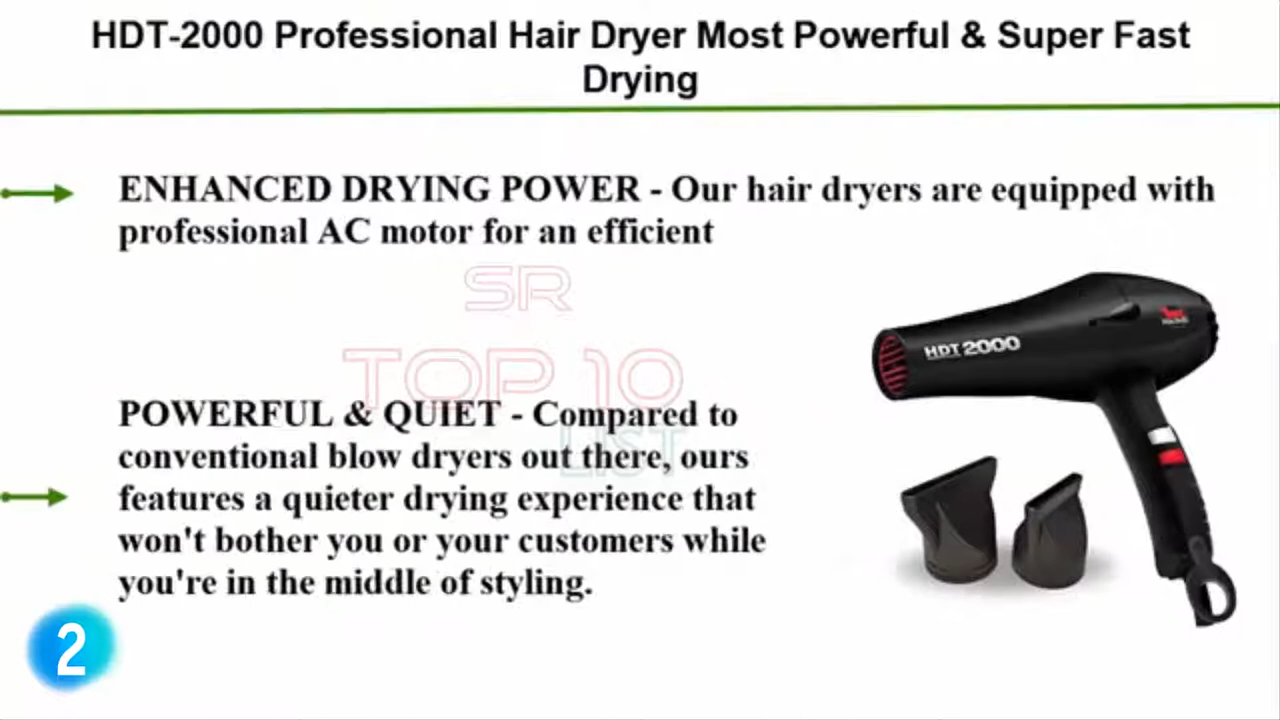 HDT-2000 Professional Hair Dryer Most Powerful & Super Fast
Drying
ENHANCED DRYING POWER - Our hair dryers are equipped with
professional AC motor for an efficient
SR
TOP 10
LIST
HDT 2000
POWERFUL & QUIET - Compared to
conventional blow dryers out there, ours
features a quieter drying experience that
won't bother you or your customers while
you're in the middle of styling.
2